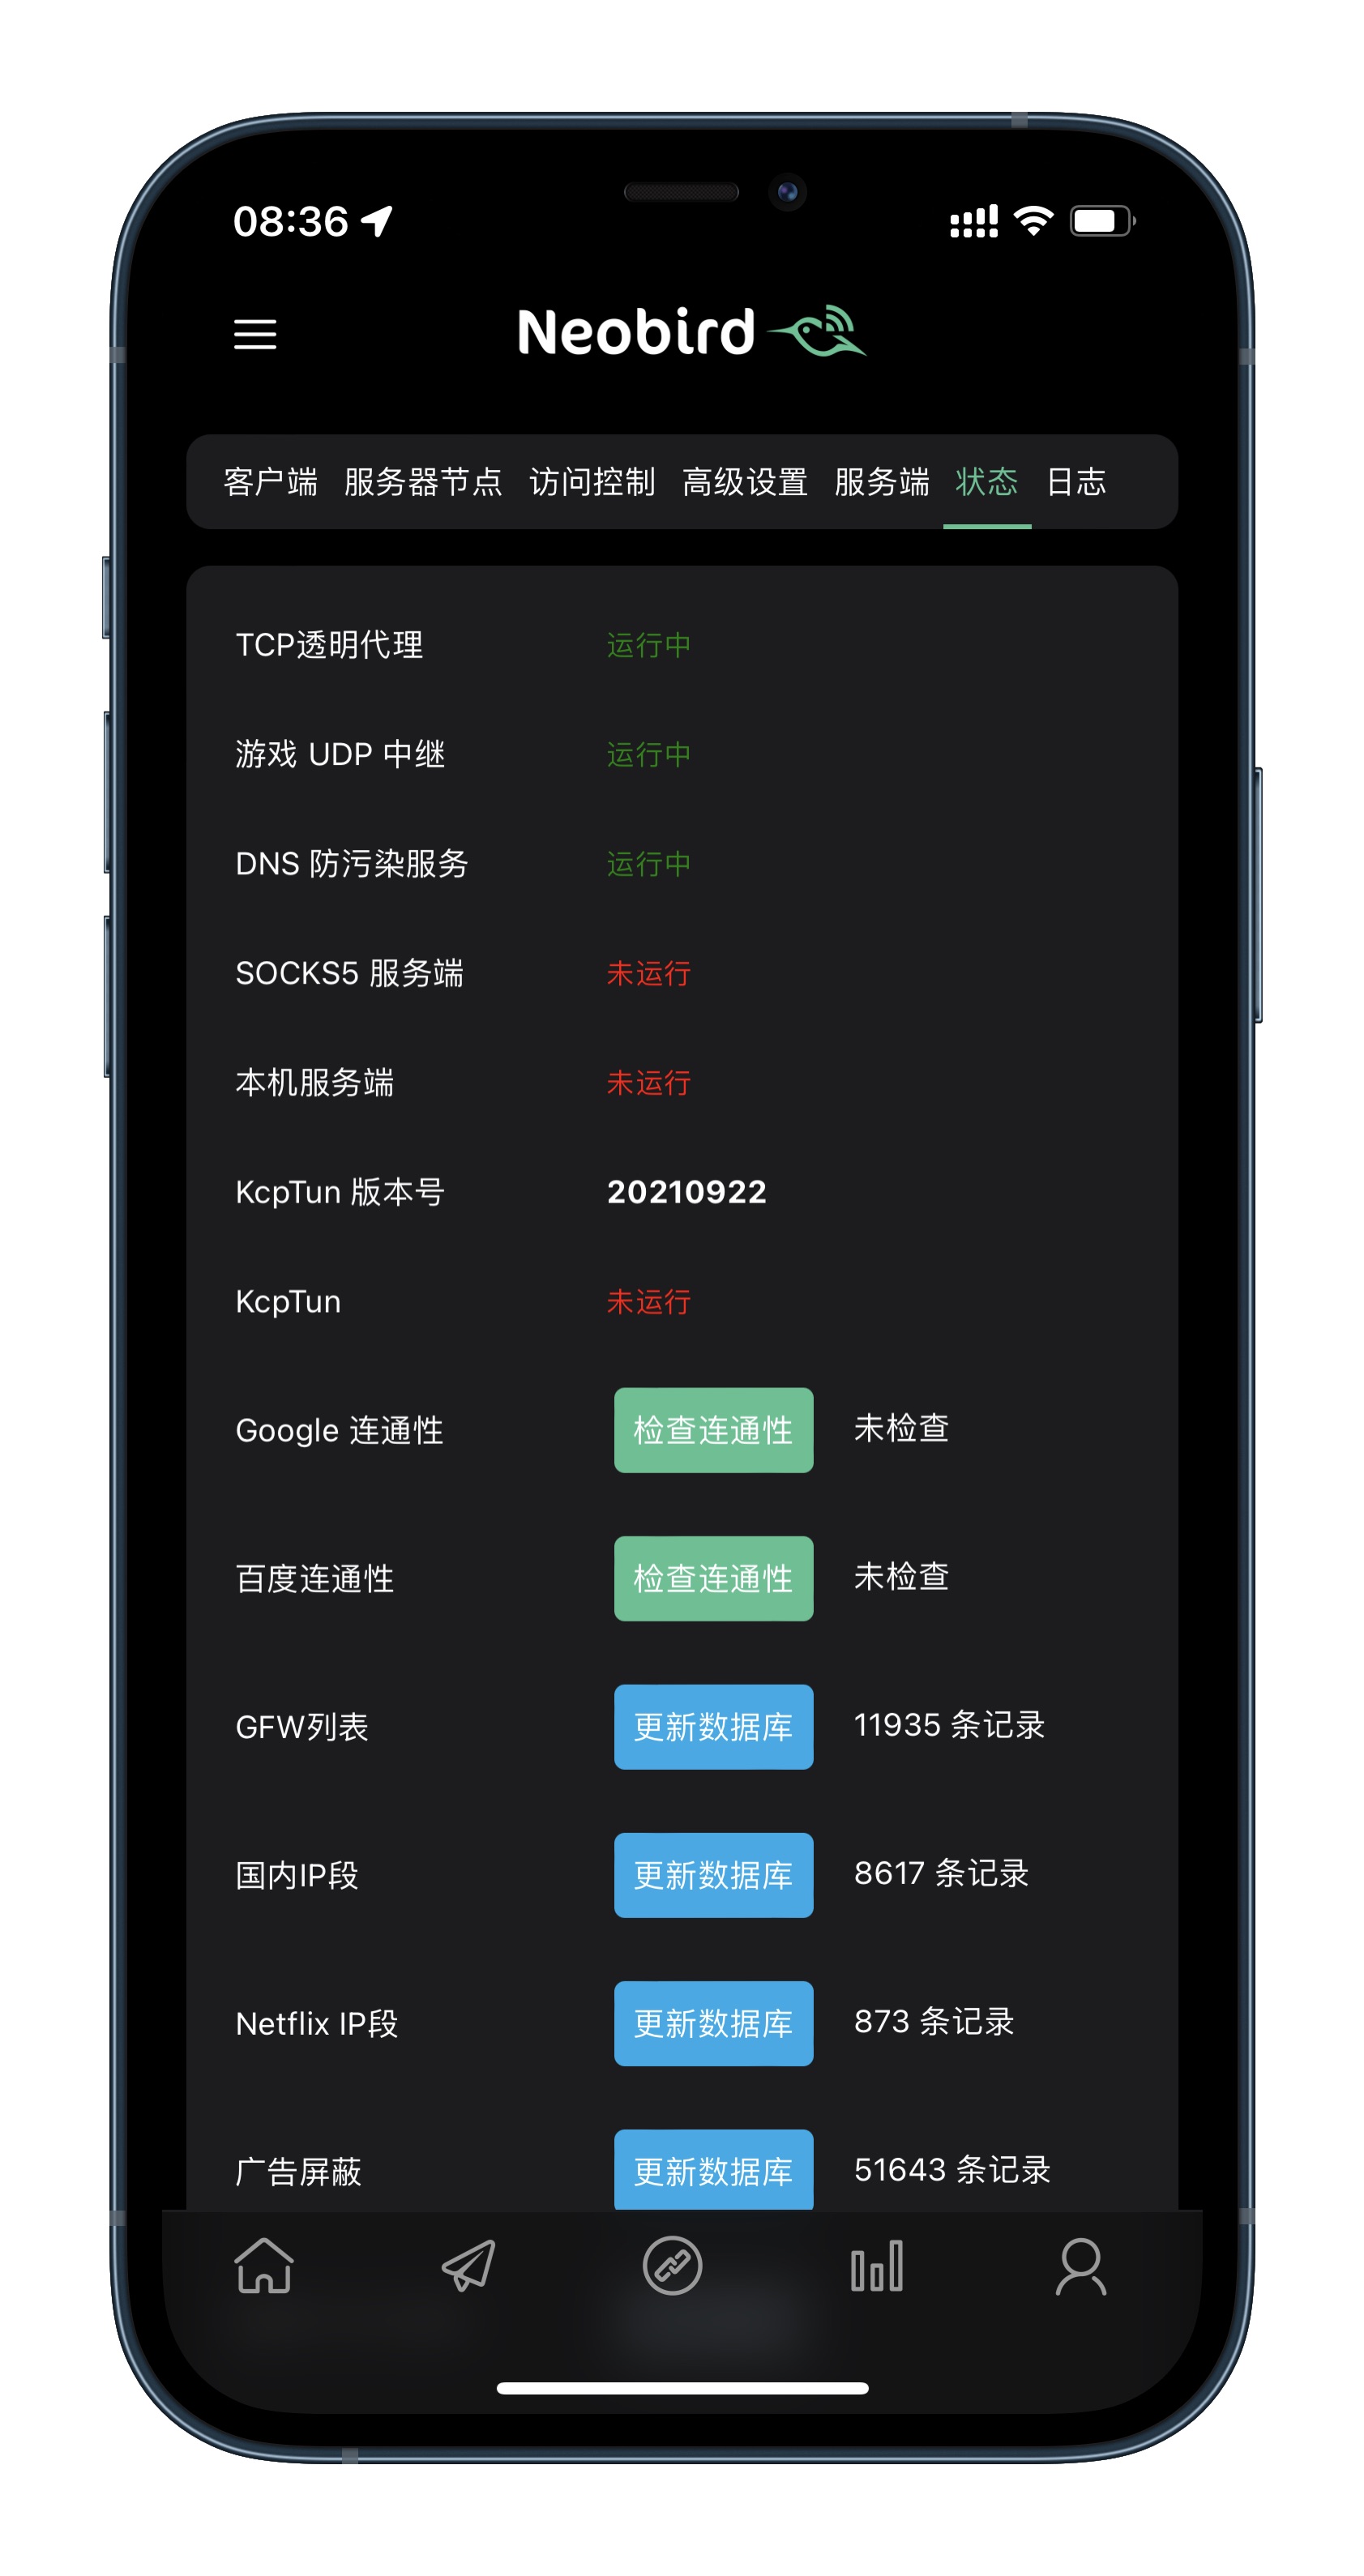 08:36
Neobird
客户端 服务器节点 访问控制 高级设置 服务端 状态 日志
TCP透明代理 运行中
游戏 UDP 中继 运行中
DNS 防污染服务 运行中
SOCKS5 服务端 未运行
本机服务端 未运行
KcpTun 版本号 20210922
KcpTun 未运行
Google 连通性 检查连通性 未检查
百度连通性 检查连通性 未检查
GFW列表 更新数据库 11935 条记录
国内IP段 更新数据库 8617 条记录
Netflix IP段 更新数据库 873 条记录
广告屏蔽 更新数据库 51643 条记录